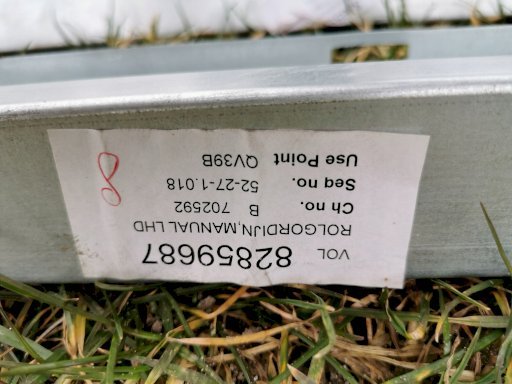 VOL 82859687
ROLGORDIJN,MANUAL LHD
Ch no. B 702592
Seq no. 52-27-1.018
Use Point QV39B
8